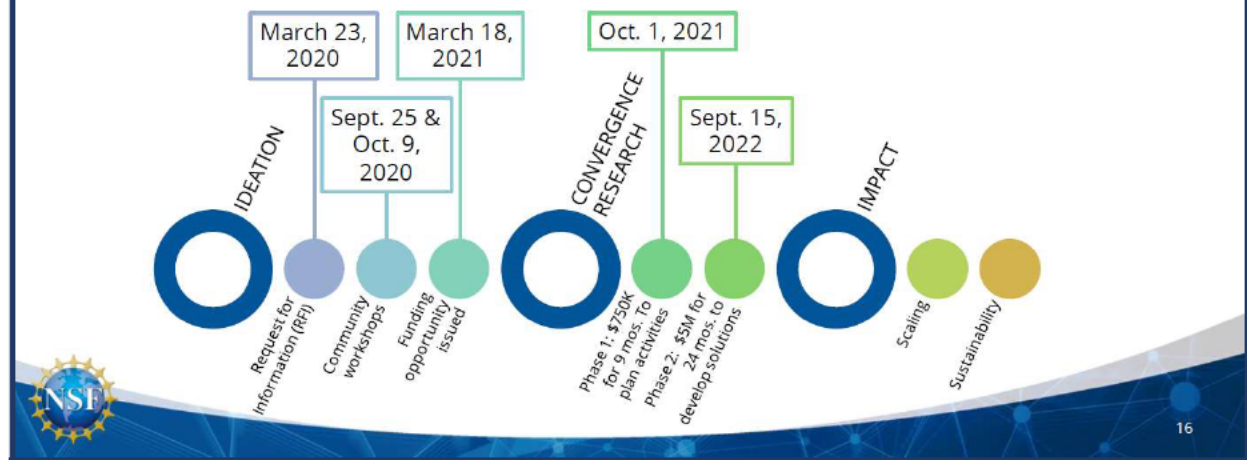 March 23,
2020
March 18,
2021
Oct. 1, 2021
Sept. 25 &
Oct. 9,
2020
Sept. 15,
2022
IDEATION
CONVERGENCE
RESEARCH
IMPACT
Request for
Information (RFI)
Community
workshops
Funding
opportunity
issued
Phase 1: $750K
for 9 mos. To
plan activities
Phase 2: $5M for
24 mos. to
develop solutions
Scaling
Sustainability
NSF
16